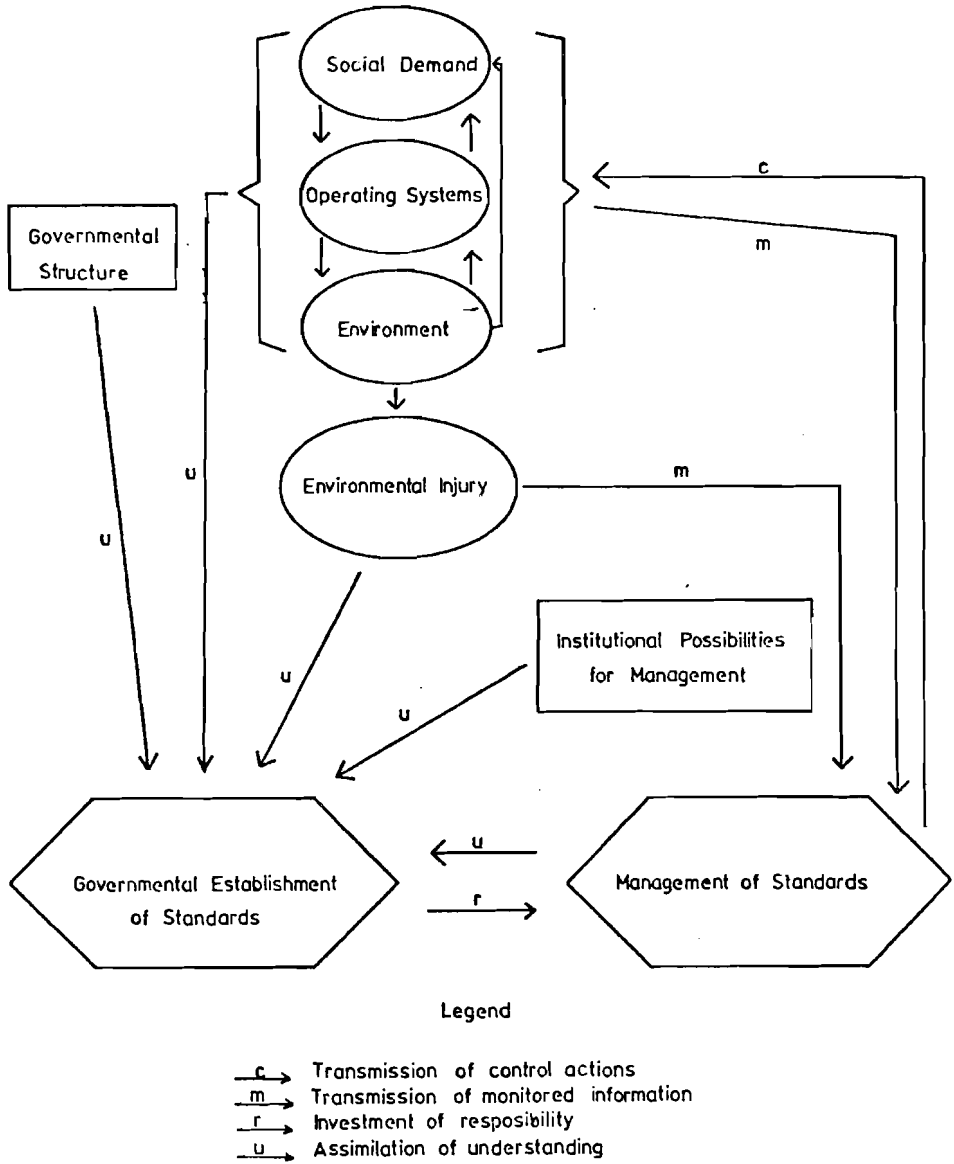 Social Demand
Operating Systems
Environment
Governmental
Structure
c
m
u
u
Environmental Injury
m
Institutional Possibilities
for Management
u
u
Governmental Establishment
of Standards
u
r
Management of Standards
Legend
c Transmission of control actions
m Transmission of monitored information
r Investment of resposibility
u Assimilation of understanding